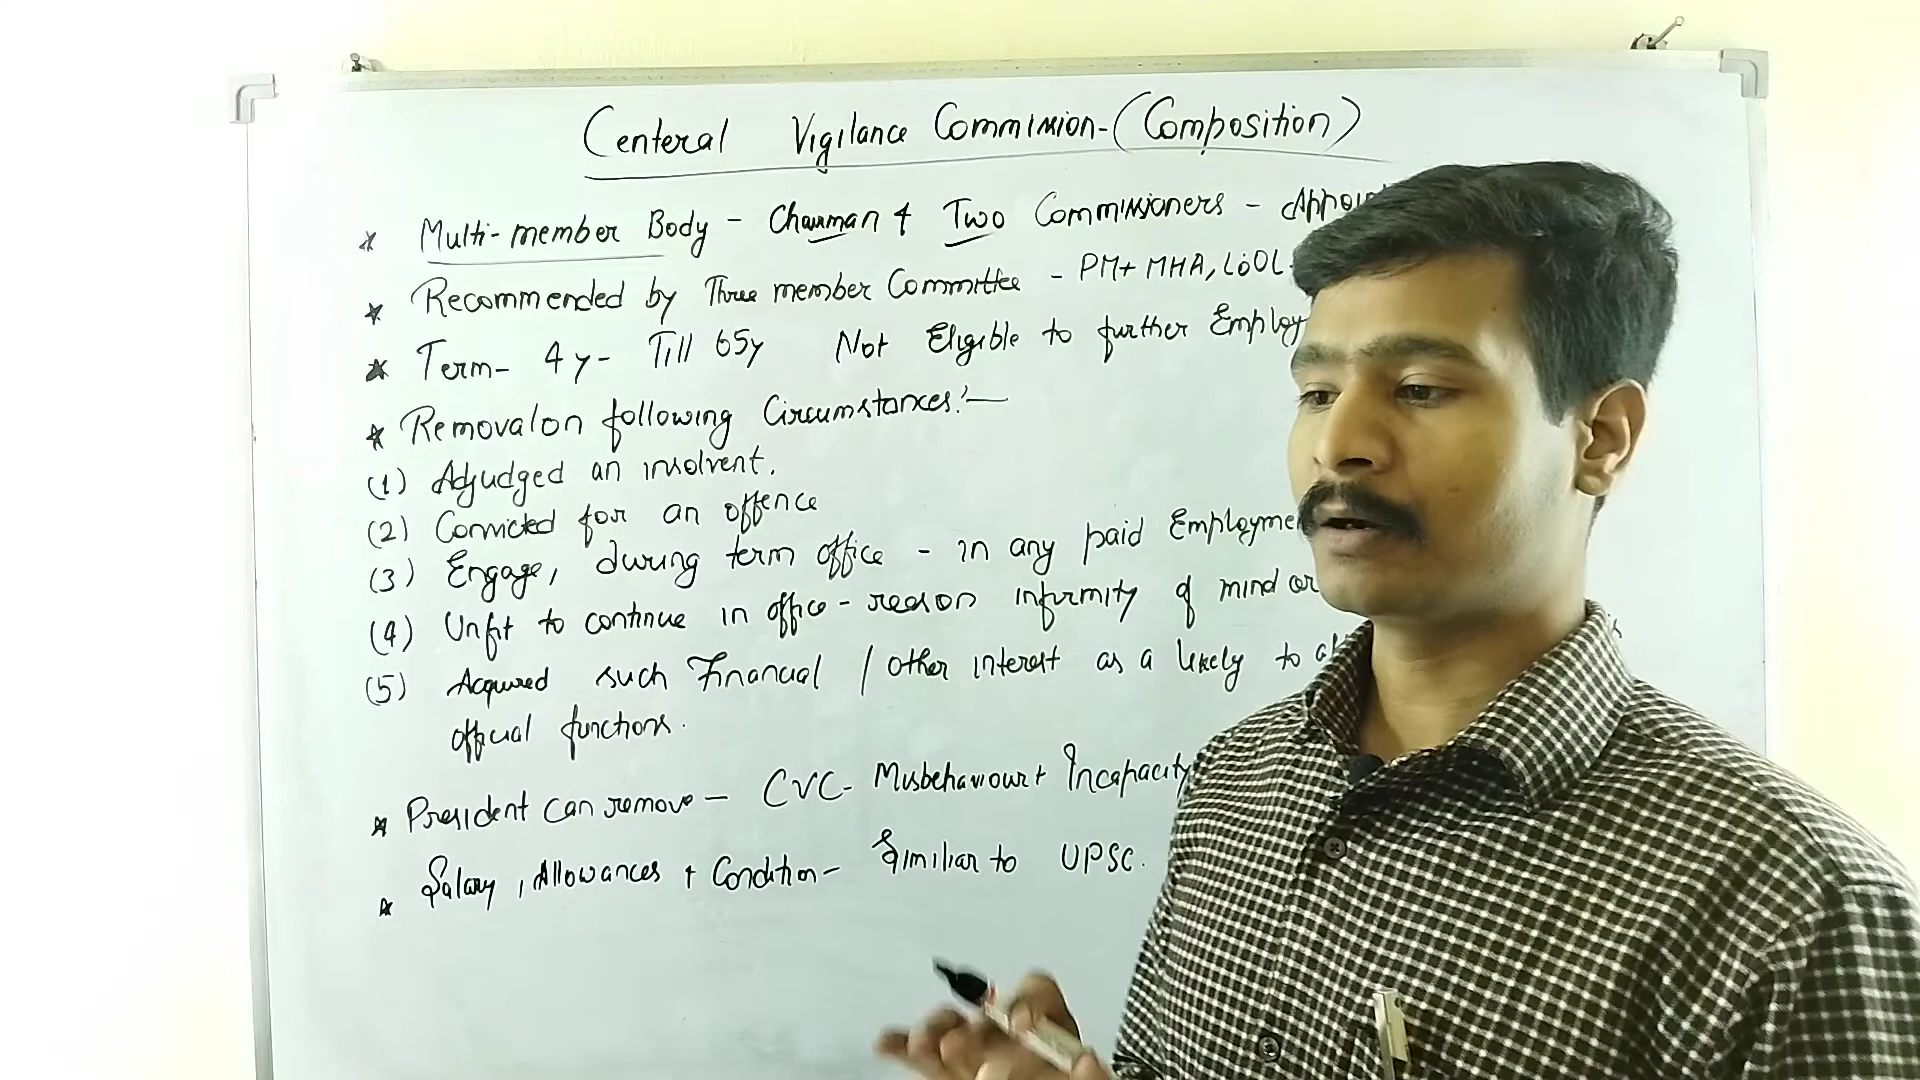 Centeral Vigilance Commission-(Composition)
* Multi-member Body - Chairman & Two Commissioners -
* Recommended by Three member Committee - PM+ MHA, LoOL
* Term- 4y- Till 65y Not Eligible to further
* Removal on following Circumstances:-
(1) Adjudged an insolvent.
(2) Convicted for an offence
(3) Engage, during term office - in any paid
(4) Unfit to continue in office - reason infirmity of mind or
(5) Acquired such Financial / other interest as a likely to
official functions.
* President can remove - CVC- Misbehaviour+ Incapacity
* Salary, Allowances + Condition- Similiar to UPSC.